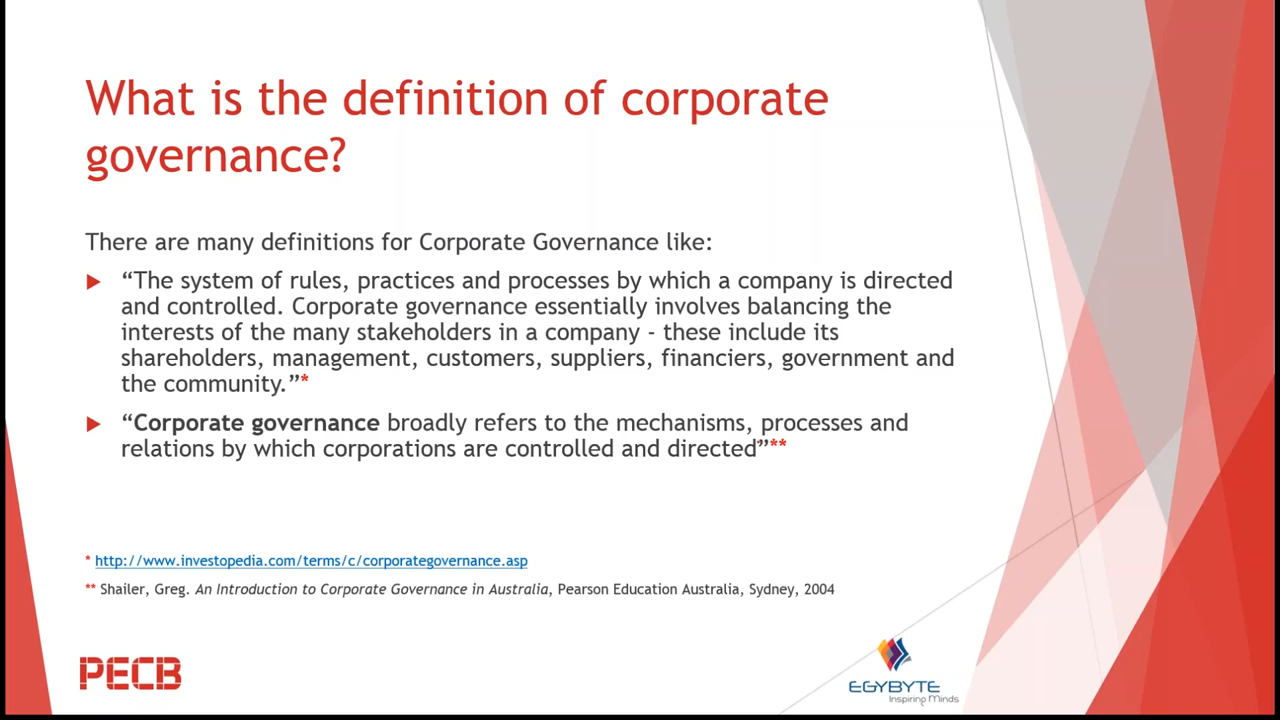 What is the definition of corporate
governance?
There are many definitions for Corporate Governance like:
“The system of rules, practices and processes by which a company is directed
and controlled. Corporate governance essentially involves balancing the
interests of the many stakeholders in a company - these include its
shareholders, management, customers, suppliers, financiers, government and
the community.”*
“Corporate governance broadly refers to the mechanisms, processes and
relations by which corporations are controlled and directed”**
* http://www.investopedia.com/terms/c/corporategovernance.asp
** Shailer, Greg. An Introduction to Corporate Governance in Australia, Pearson Education Australia, Sydney, 2004
PECB
EGYBYTE
Inspiring Minds